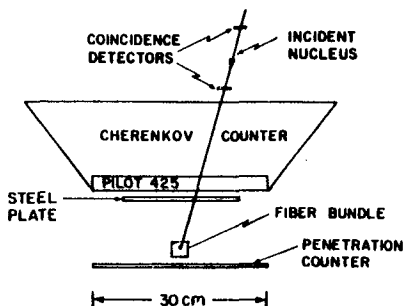 COINCIDENCE
DETECTORS
INCIDENT
NUCLEUS
CHERENKOV COUNTER
PILOT 425
STEEL
PLATE
FIBER BUNDLE
PENETRATION
COUNTER
30 cm